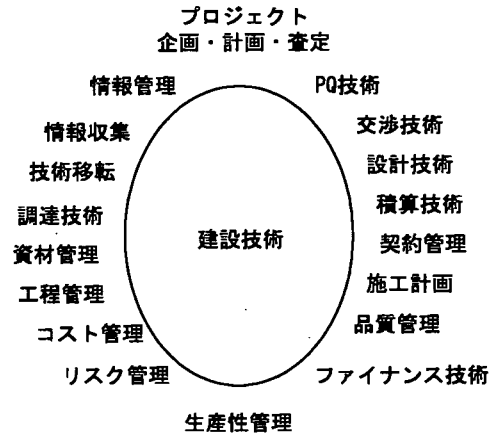 プロジェクト
企画・計画・査定
情報管理
PQ技術
情報収集
交渉技術
技術移転
設計技術
調達技術
積算技術
建設技術
資材管理
契約管理
工程管理
施工計画
コスト管理
品質管理
リスク管理
ファイナンス技術
生産性管理